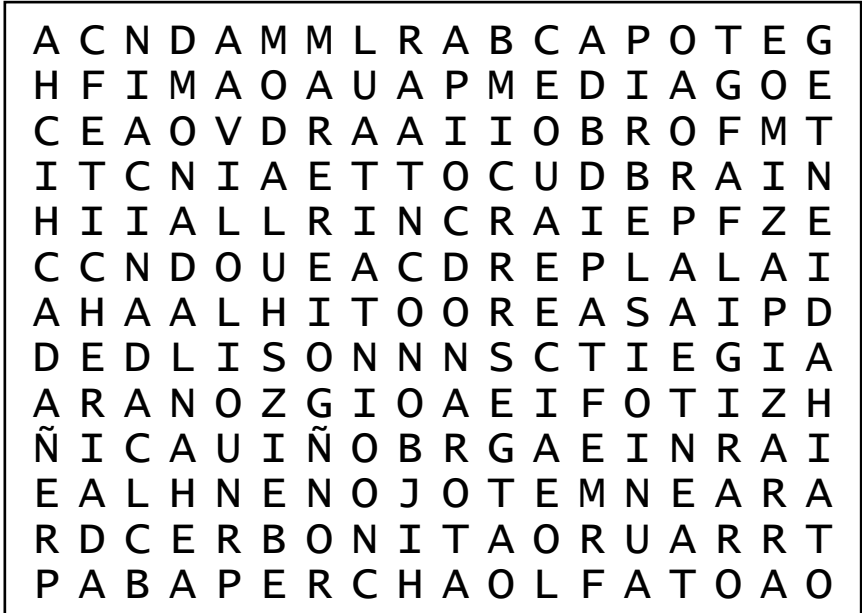 A C N D A M M L R A B C A P O T E G
H F I M A O A U A P M E D I A G O E
C E A O V D R A A I I O B R O F M T
I T C N I A E T T O C U D B R A I N
H I I A L L R I N C R A I E P F Z E
C C N D O U E A C D R E P L A L A I
A H A A L H I T O O R E A S A I P D
D E D L I S O N N N S C T I E G I A
A R A N O Z G I O A E I F O T I Z H
Ñ I C A U I Ñ O B R G A E I N R A I
E A L H N E N O J O T E M N E A R A
R D C E R B O N I T A O R U A R R T
P A B A P E R C H A O L F A T O A O